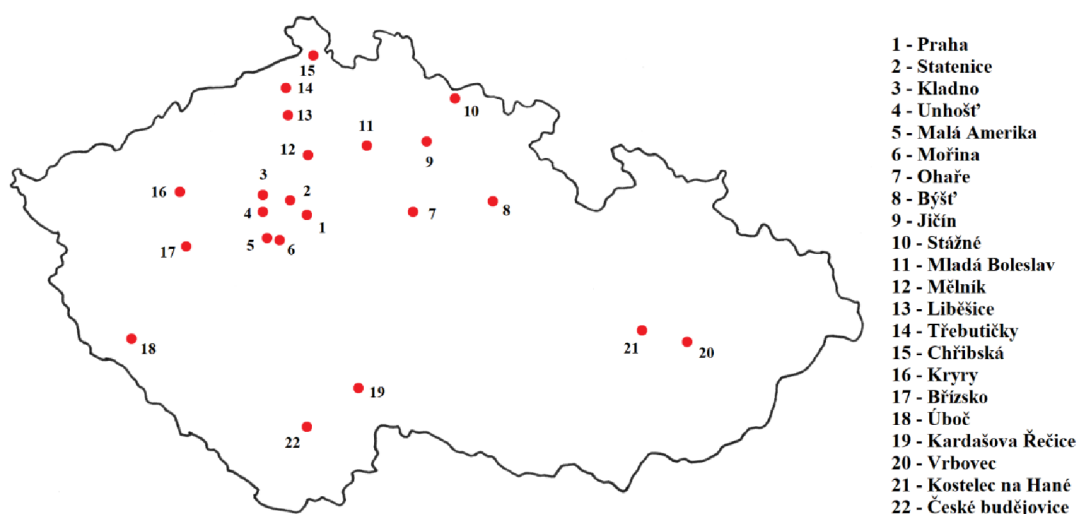 15
14
13
10
11
9
12
3
16
2
8
4
7
1
5
6
17
21
20
18
19
22
1 - Praha
2 - Statenice
3 - Kladno
4 - Unhošť
5 - Malá Amerika
6 - Mořina
7 - Ohaře
8 - Býšť
9 - Jičín
10 - Stážné
11 - Mladá Boleslav
12 - Mělník
13 - Liběšice
14 - Třebutičky
15 - Chřibská
16 - Kryry
17 - Břízsko
18 - Úboč
19 - Kardašova Řečice
20 - Vrbovec
21 - Kostelec na Hané
22 - České budějovice